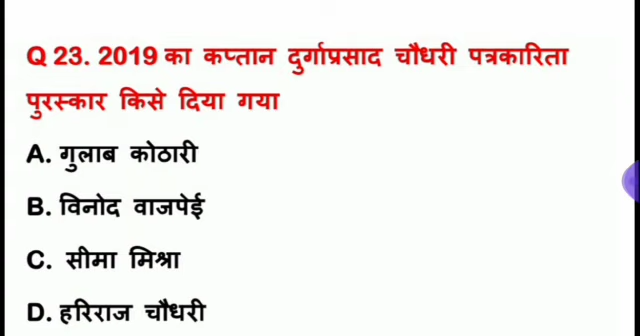 Q 23. 2019 का कप्तान दुर्गाप्रसाद चौधरी पत्रकारिता
पुरस्कार किसे दिया गया
A. गुलाब कोठारी
B. विनोद वाजपेई
C. सीमा मिश्रा
D. हरिराज चौधरी